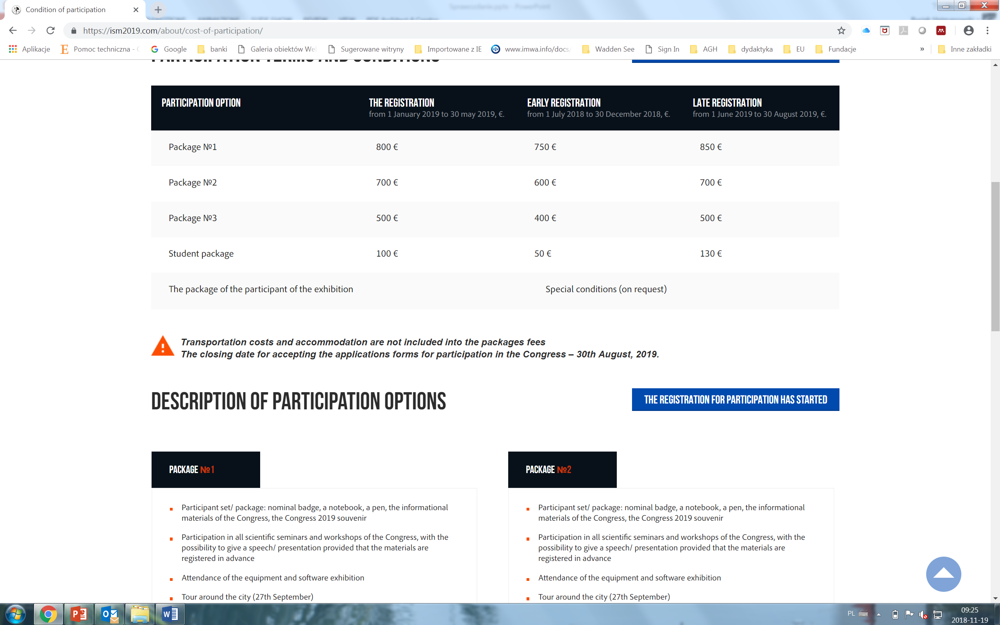 Condition of participation
https://ism2019.com/about/cost-of-participation/
Aplikacje Pomoc techniczna - Google banki Galeria obiektów Sugerowane witryny Importowane z IE www.imwa.info/docs/ Wadden See Sign In AGH dydaktyka EU Fundacje » Inne zakładki
PARTICIPATION TERMS AND CONDITIONS
PARTICIPATION OPTION THE REGISTRATION EARLY REGISTRATION LATE REGISTRATION
from 1 January 2019 to 30 may 2019, €. from 1 July 2018 to 30 December 2018, €. from 1 June 2019 to 30 August 2019, €.
Package №1 800 € 750 € 850 €
Package №2 700 € 600 € 700 €
Package №3 500 € 400 € 500 €
Student package 100 € 50 € 130 €
The package of the participant of the exhibition Special conditions (on request)
Transportation costs and accommodation are not included into the packages fees
The closing date for accepting the applications forms for participation in the Congress – 30th August, 2019.
DESCRIPTION OF PARTICIPATION OPTIONS
THE REGISTRATION FOR PARTICIPATION HAS STARTED
PACKAGE №1
Participant set/ package: nominal badge, a notebook, a pen, the informational
materials of the Congress, the Congress 2019 souvenir
Participation in all scientific seminars and workshops of the Congress, with the
possibility to give a speech/ presentation provided that the materials are
registered in advance
Attendance of the equipment and software exhibition
Tour around the city (27th September)
PACKAGE №2
Participant set/ package: nominal badge, a notebook, a pen, the informational
materials of the Congress, the Congress 2019 souvenir
Participation in all scientific seminars and workshops of the Congress, with the
possibility to give a speech/ presentation provided that the materials are
registered in advance
Attendance of the equipment and software exhibition
Tour around the city (27th September)
PL
09:25
2018-11-19